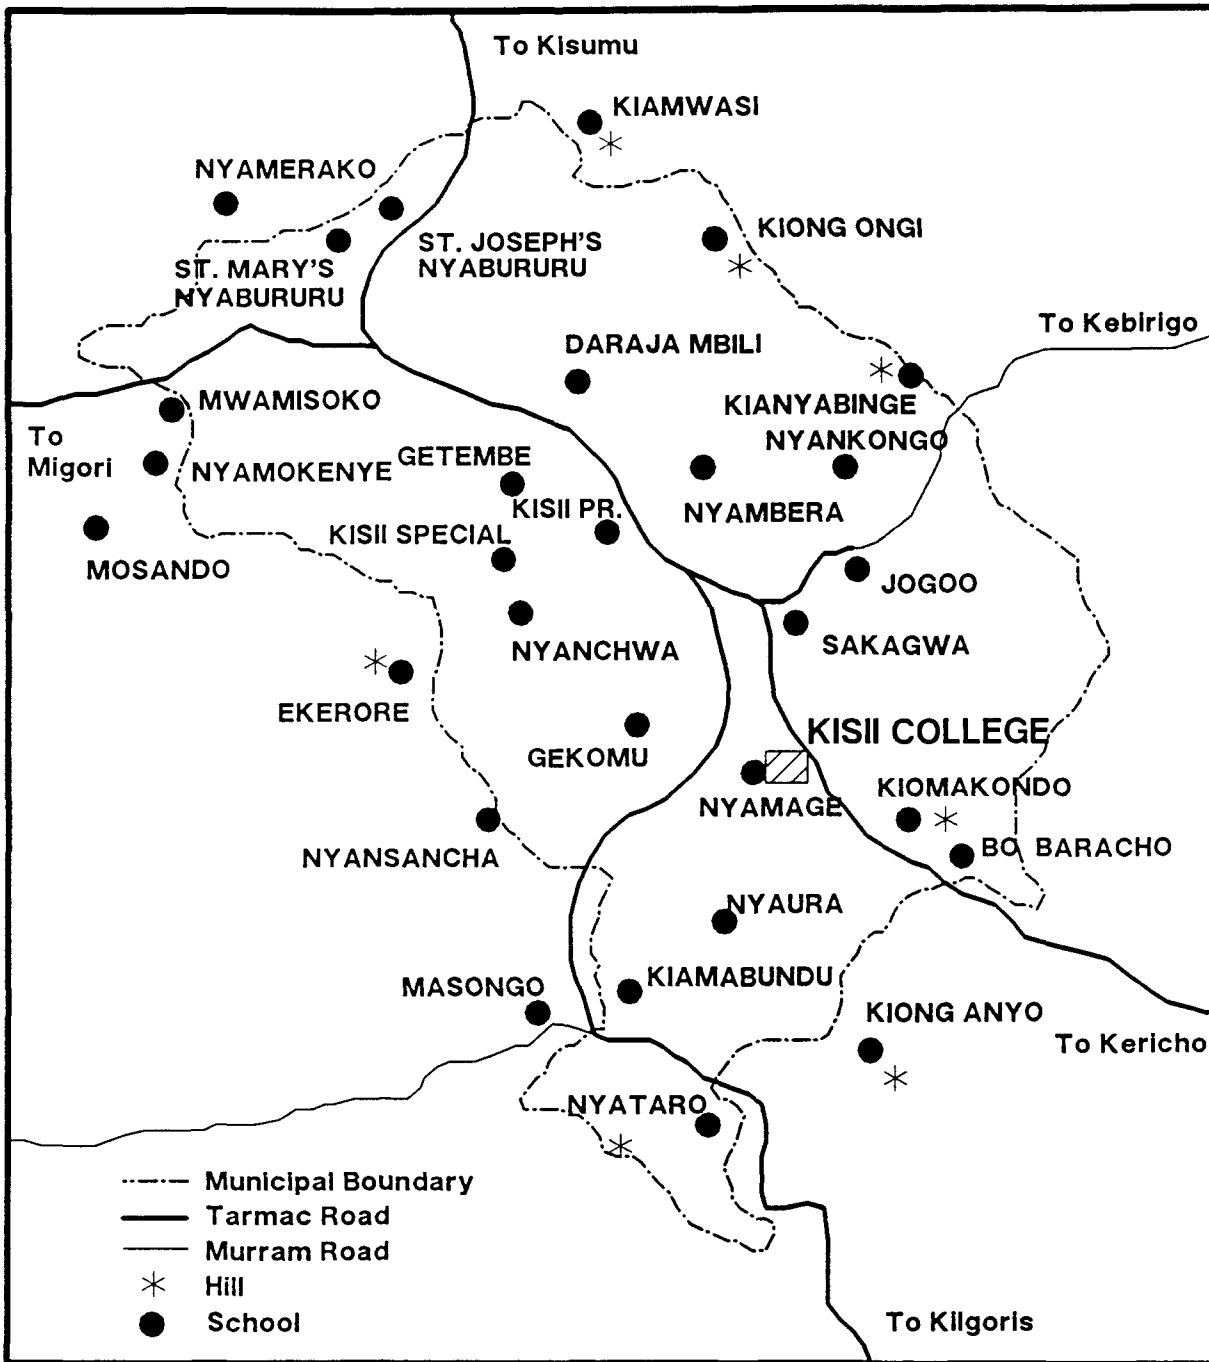 To Kisumu
KIAMWASI
NYAMERAKO
KIONG ONGI
ST. JOSEPH'S
NYABURURU
ST. MARY'S
NYABURURU
To Kebirigo
DARAJA MBILI
MWAMISOKO
KIANYABINGE
To
Migori
NYANKONGO
GETEMBE
NYAMOKENYE
KISII PR.
NYAMBERA
KISII SPECIAL
MOSANDO
JOGOO
NYANCHWA
SAKAGWA
EKERORE
KISII COLLEGE
GEKOMU
KIOMAKONDO
NYAMAGE
BO BARACHO
NYANSANCHA
NYAURA
KIAMABUNDU
MASONGO
KIONG ANYO
To Kericho
NYATARO
Municipal Boundary
Tarmac Road
Murram Road
Hill
School
To Kilgoris